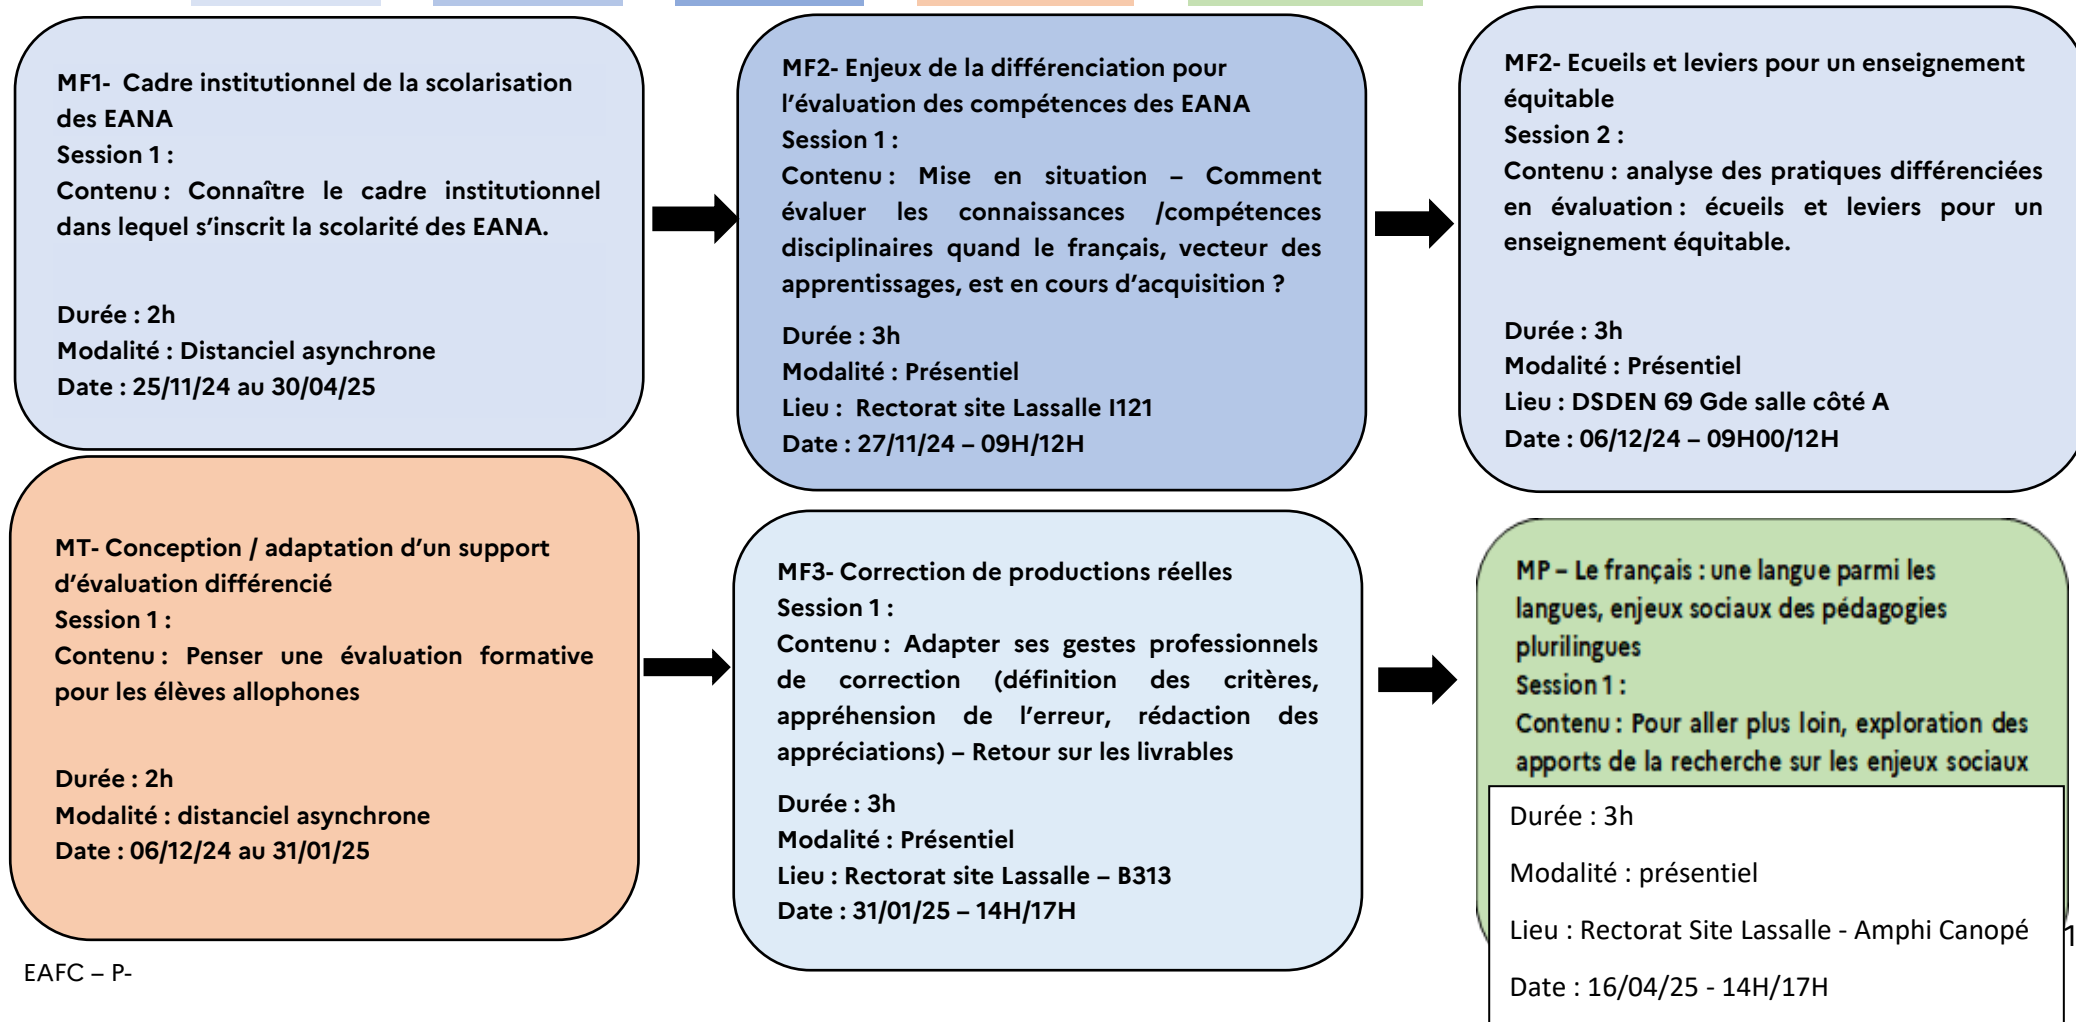 MF1- Cadre institutionnel de la scolarisation
des EANA
Session 1 :
Contenu : Connaître le cadre institutionnel
dans lequel s’inscrit la scolarité des EANA.
Durée : 2h
Modalité : Distanciel asynchrone
Date : 25/11/24 au 30/04/25
MF2- Enjeux de la différenciation pour
l’évaluation des compétences des EANA
Session 1 :
Contenu : Mise en situation – Comment
évaluer les connaissances /compétences
disciplinaires quand le français, vecteur des
apprentissages, est en cours d’acquisition ?
Durée : 3h
Modalité : Présentiel
Lieu : Rectorat site Lassalle I121
Date : 27/11/24 – 09H/12H
MF2- Ecueils et leviers pour un enseignement
équitable
Session 2 :
Contenu : analyse des pratiques différenciées
en évaluation : écueils et leviers pour un
enseignement équitable.
Durée : 3h
Modalité : Présentiel
Lieu : DSDEN 69 Gde salle côté A
Date : 06/12/24 – 09H00/12H
MT- Conception / adaptation d’un support
d’évaluation différencié
Session 1 :
Contenu : Penser une évaluation formative
pour les élèves allophones
Durée : 2h
Modalité : distanciel asynchrone
Date : 06/12/24 au 31/01/25
MF3- Correction de productions réelles
Session 1 :
Contenu : Adapter ses gestes professionnels
de correction (définition des critères,
appréhension de l’erreur, rédaction des
appréciations) – Retour sur les livrables
Durée : 3h
Modalité : Présentiel
Lieu : Rectorat site Lassalle – B313
Date : 31/01/25 – 14H/17H
MP – Le français : une langue parmi les
langues, enjeux sociaux des pédagogies
plurilingues
Session 1 :
Contenu : Pour aller plus loin, exploration des
apports de la recherche sur les enjeux sociaux
Durée : 3h
Modalité : présentiel
Lieu : Rectorat Site Lassalle - Amphi Canopé
Date : 16/04/25 - 14H/17H
1
EAFC – P-